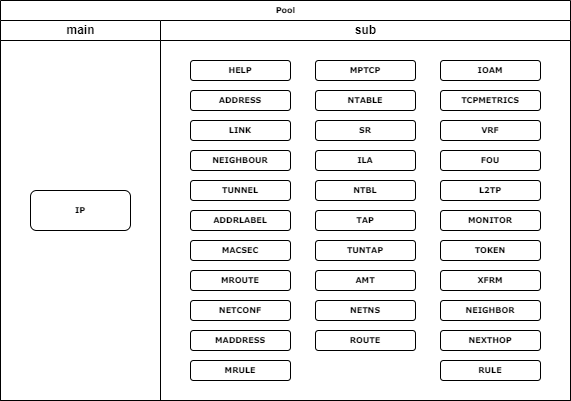 Pool
main
sub
IP
HELP
ADDRESS
LINK
NEIGHBOUR
TUNNEL
ADDRLABEL
MACSEC
MROUTE
NETCONF
MADDRESS
MRULE
MPTCP
NTABLE
SR
ILA
NTBL
TAP
TUNTAP
AMT
NETNS
ROUTE
IOAM
TCPMETRICS
VRF
FOU
L2TP
MONITOR
TOKEN
XFRM
NEIGHBOR
NEXTHOP
RULE